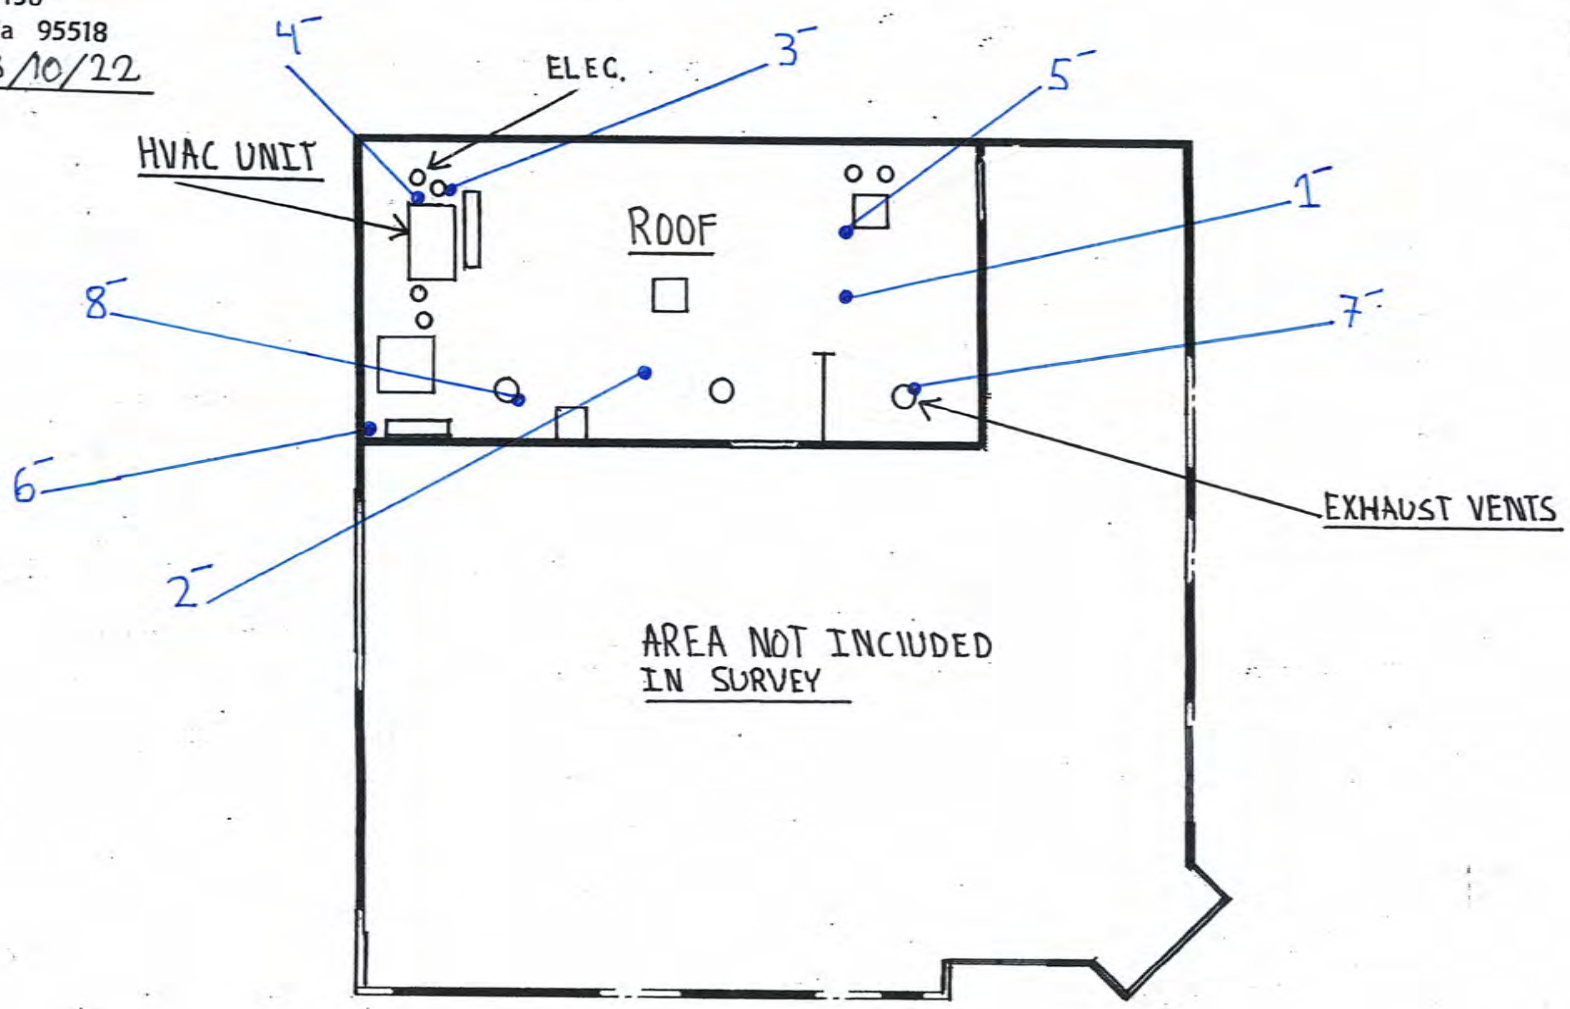 a 95518
/10/22
4-
3-
ELEC.
5-
HVAC UNIT
1-
ROOF
8-
7-
6-
EXHAUST VENTS
2-
AREA NOT INCIUDED
IN SURVEY